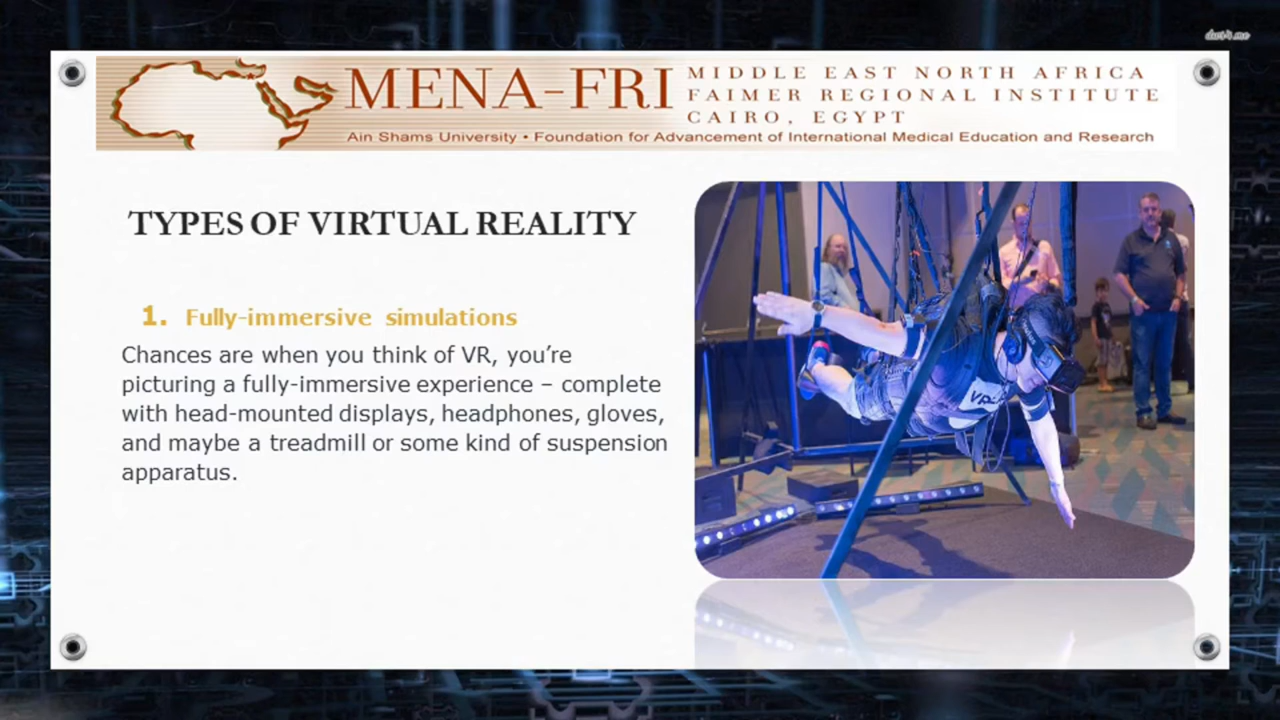 MENA-FRI
MIDDLE EAST NORTH AFRICA
FAIMER REGIONAL INSTITUTE
CAIRO, EGYPT
Ain Shams University • Foundation for Advancement of International Medical Education and Research
TYPES OF VIRTUAL REALITY
1. Fully-immersive simulations
Chances are when you think of VR, you’re
picturing a fully-immersive experience – complete
with head-mounted displays, headphones, gloves,
and maybe a treadmill or some kind of suspension
apparatus.